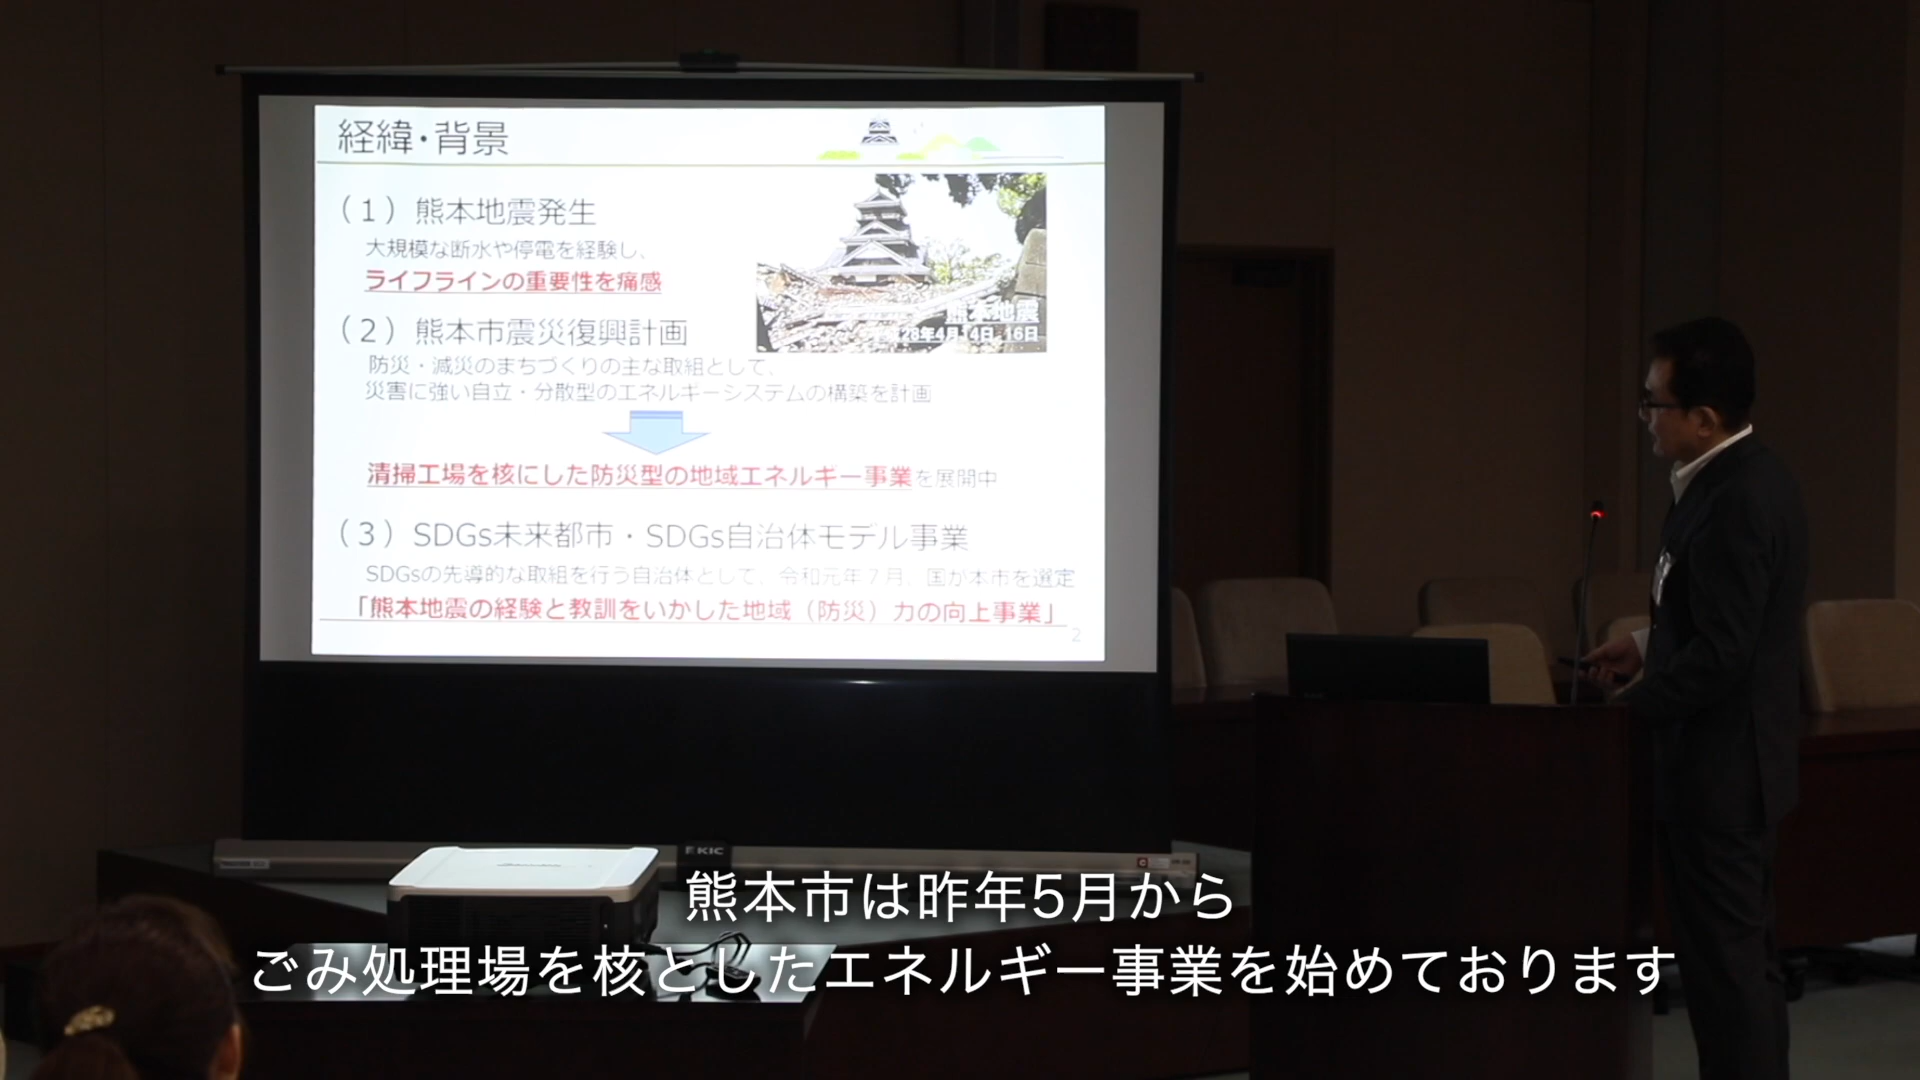 経緯・背景
（1）熊本地震発生
大規模な断水や停電を経験し、
ライフラインの重要性を痛感
熊本地震
28年4月14日、16日
（2）熊本市震災復興計画
防災・減災のまちづくりの主な取組として、
災害に強い自立・分散型のエネルギーシステムの構築を計画
清掃工場を核にした防災型の地域エネルギー事業を展開中
（3）SDGs未来都市・SDGs自治体モデル事業
SDGsの先導的な取組を行う自治体として、令和元年7月、国が本市を選定
「熊本地震の経験と教訓をいかした地域（防災）力の向上事業」
2
KIC
熊本市は昨年5月から
ごみ処理場を核としたエネルギー事業を始めております